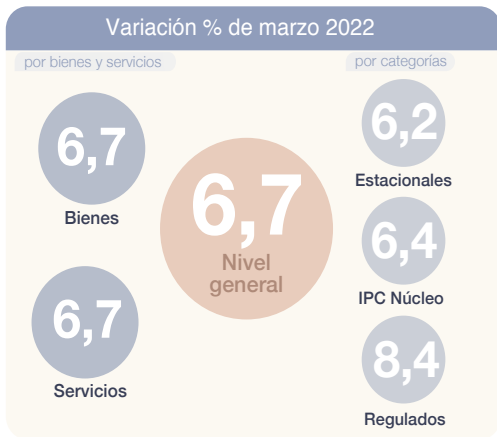 Variación % de marzo 2022
por bienes y servicios
por categorías
6,7
Bienes
6,7
Servicios
6,7
Nivel
general
6,2
Estacionales
6,4
IPC Núcleo
8,4
Regulados